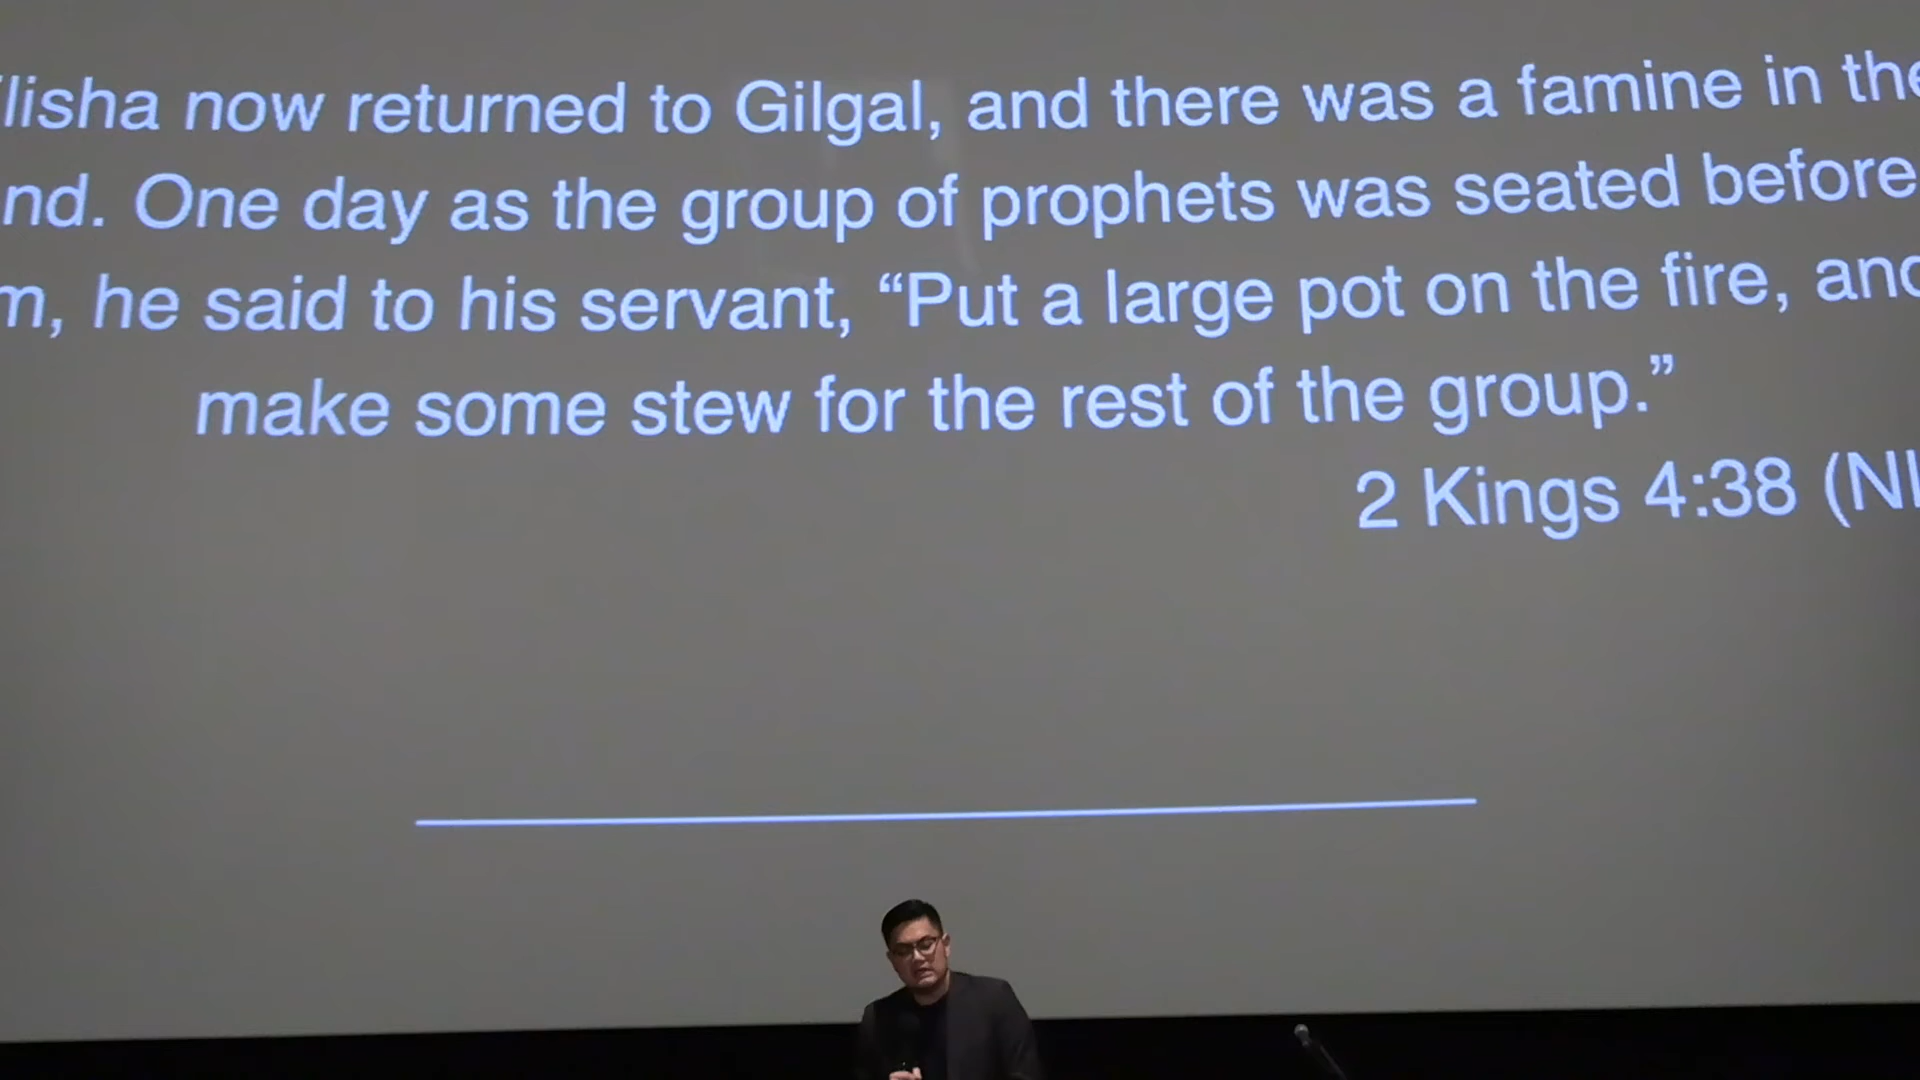 lisha now returned to Gilgal, and there was a famine in the
nd. One day as the group of prophets was seated before
m, he said to his servant, “Put a large pot on the fire, and
make some stew for the rest of the group.”
2 Kings 4:38 (NI